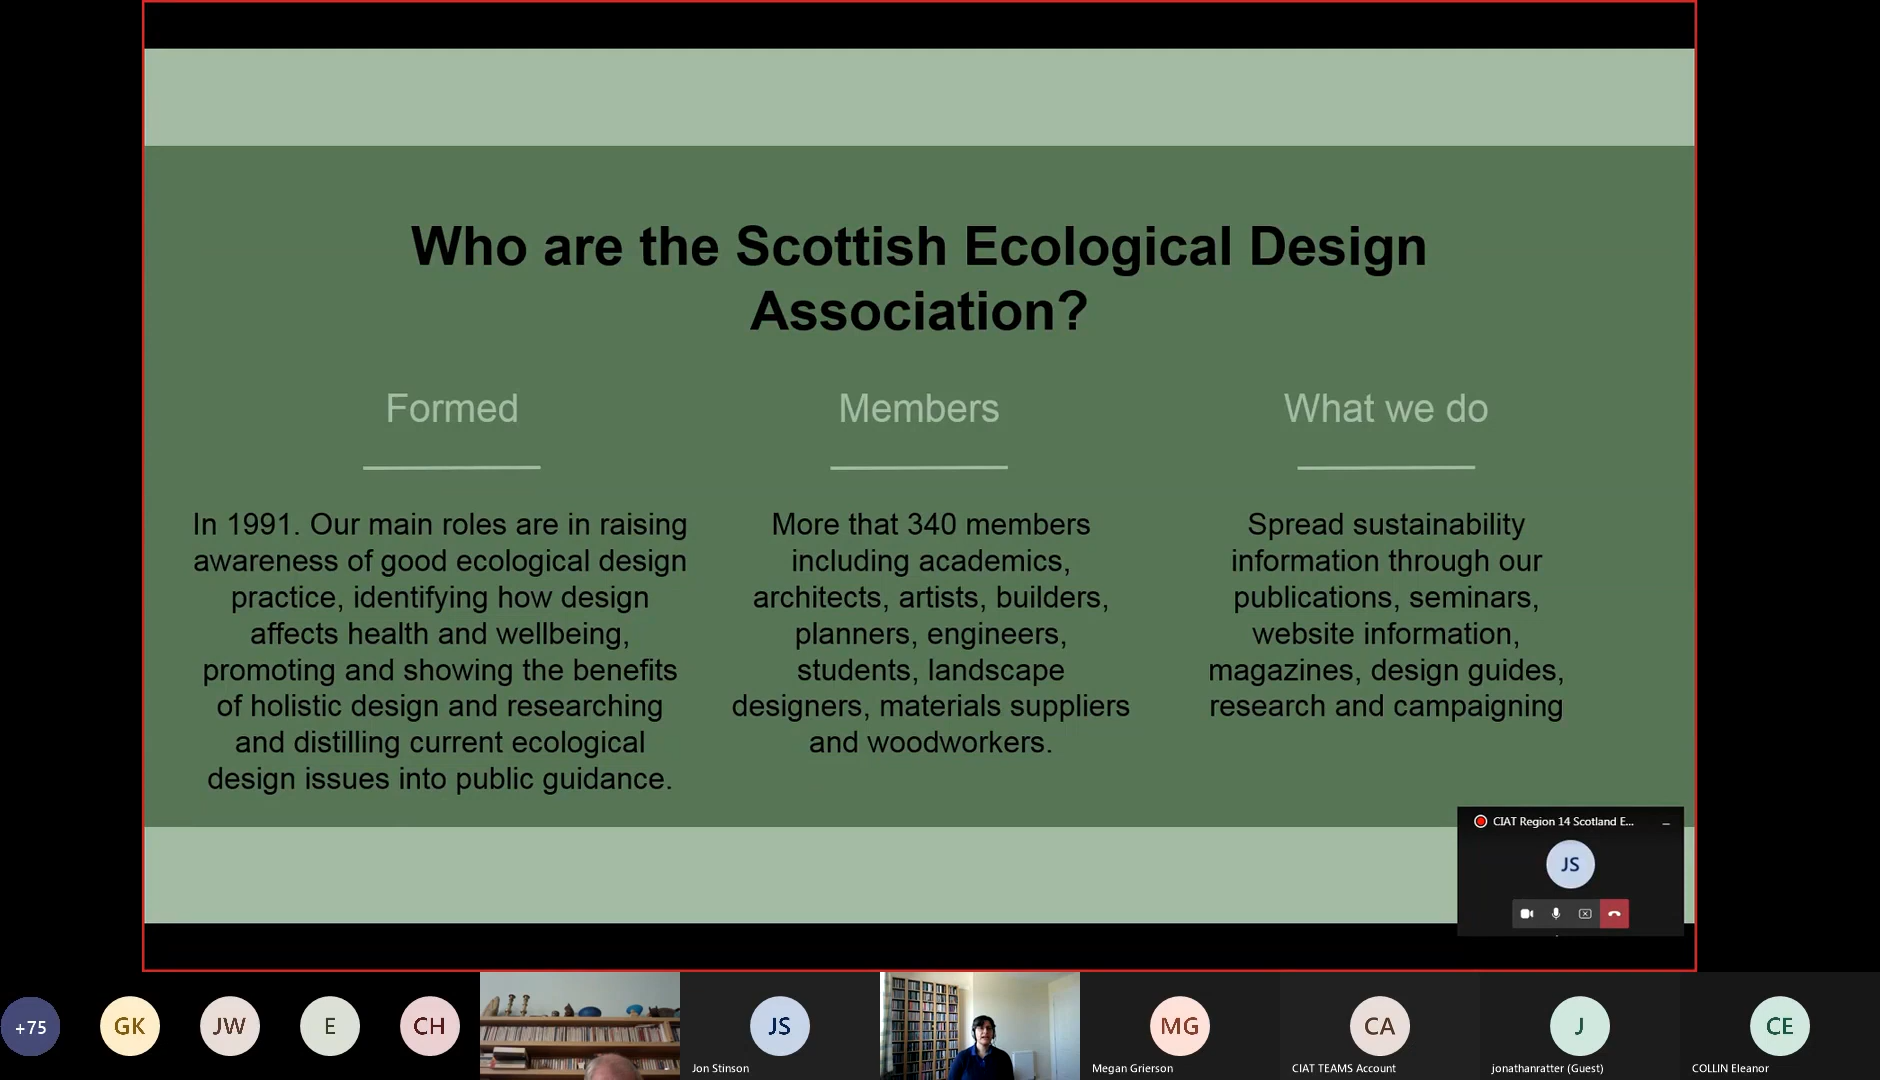 Who are the Scottish Ecological Design
Association?
Formed
In 1991. Our main roles are in raising
awareness of good ecological design
practice, identifying how design
affects health and wellbeing,
promoting and showing the benefits
of holistic design and researching
and distilling current ecological
design issues into public guidance.
Members
More that 340 members
including academics,
architects, artists, builders,
planners, engineers,
students, landscape
designers, materials suppliers
and woodworkers.
What we do
Spread sustainability
information through our
publications, seminars,
website information,
magazines, design guides,
research and campaigning
CIAT Region 14 Scotland E...
JS
+75
GK
JW
E
CH
JS
Jon Stinson
MG
Megan Grierson
CA
CIAT TEAMS Account
J
jonathanratter (Guest)
CE
COLLIN Eleanor